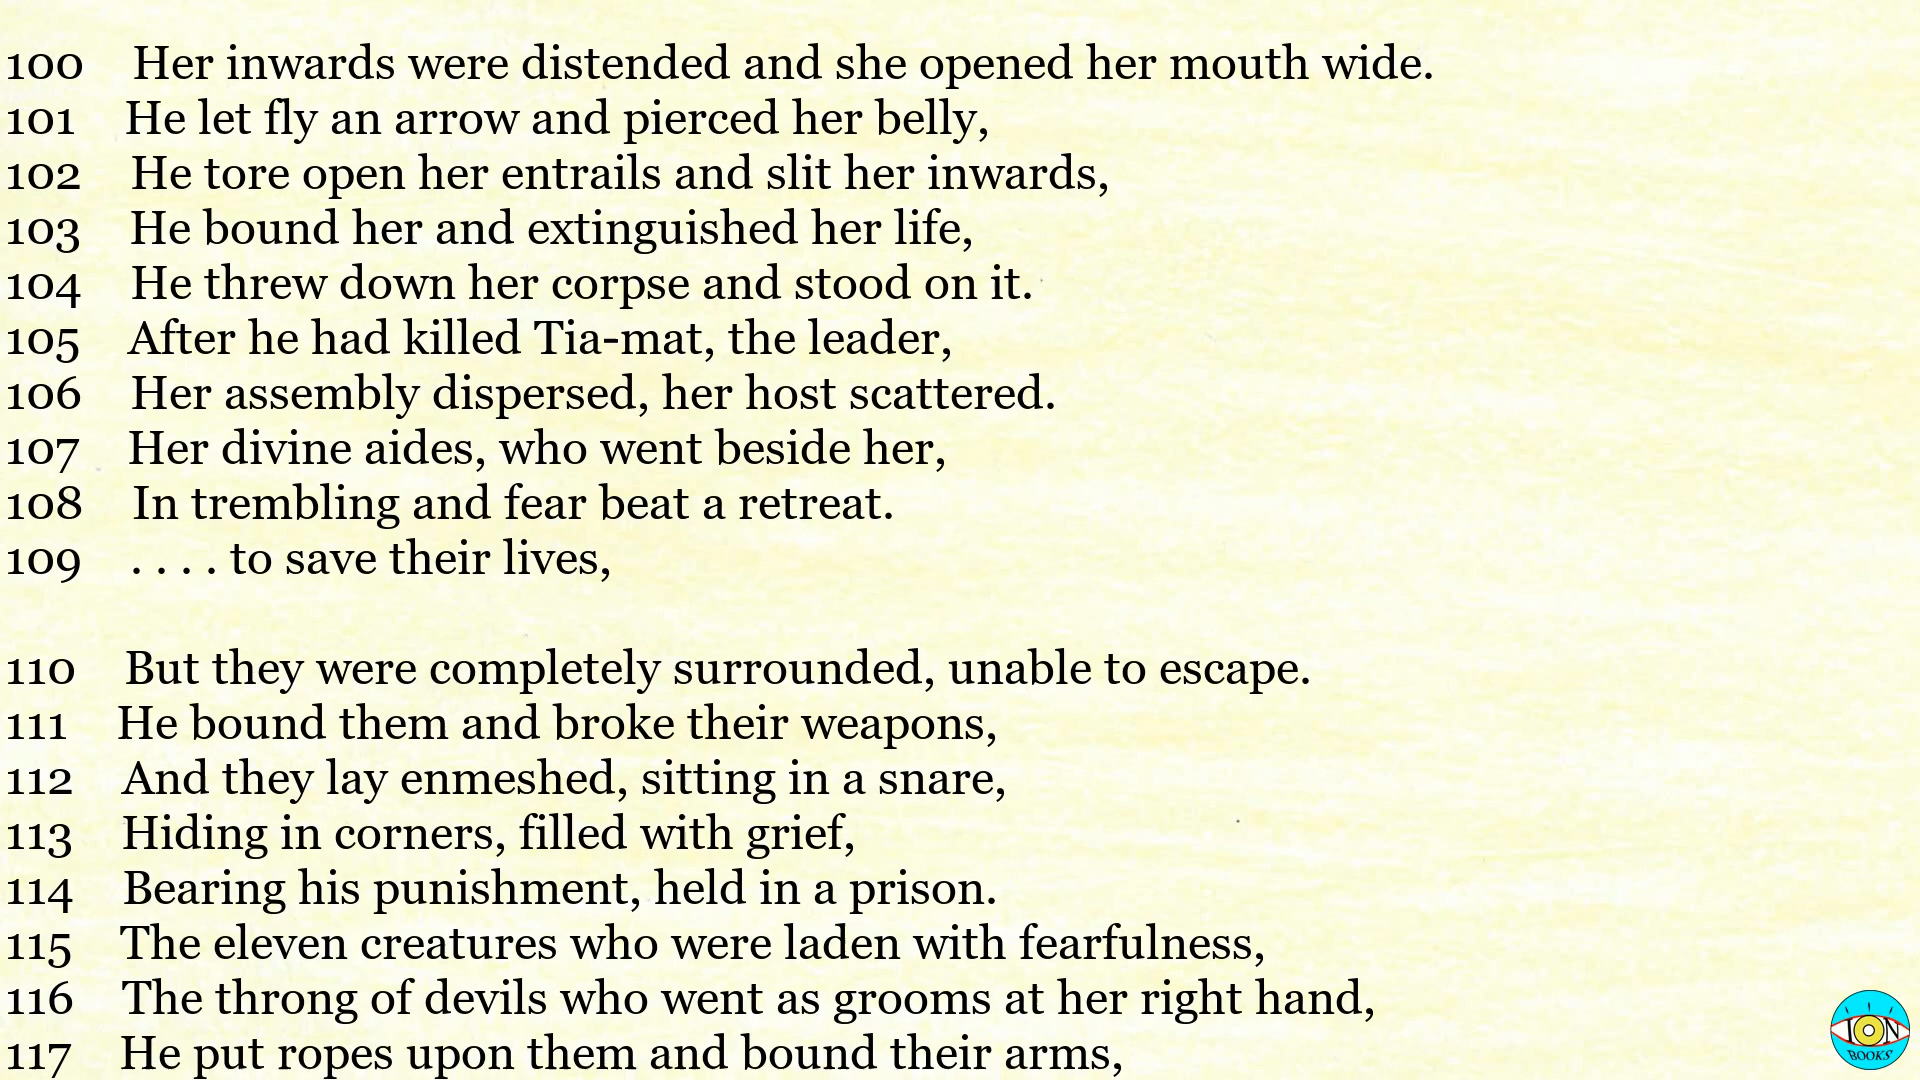 100 Her inwards were distended and she opened her mouth wide.
101 He let fly an arrow and pierced her belly,
102 He tore open her entrails and slit her inwards,
103 He bound her and extinguished her life,
104 He threw down her corpse and stood on it.
105 After he had killed Tia-mat, the leader,
106 Her assembly dispersed, her host scattered.
107 Her divine aides, who went beside her,
108 In trembling and fear beat a retreat.
109 . . . . to save their lives,
110 But they were completely surrounded, unable to escape.
111 He bound them and broke their weapons,
112 And they lay enmeshed, sitting in a snare,
113 Hiding in corners, filled with grief,
114 Bearing his punishment, held in a prison.
115 The eleven creatures who were laden with fearfulness,
116 The throng of devils who went as grooms at her right hand,
117 He put ropes upon them and bound their arms,
ION
BOOKS